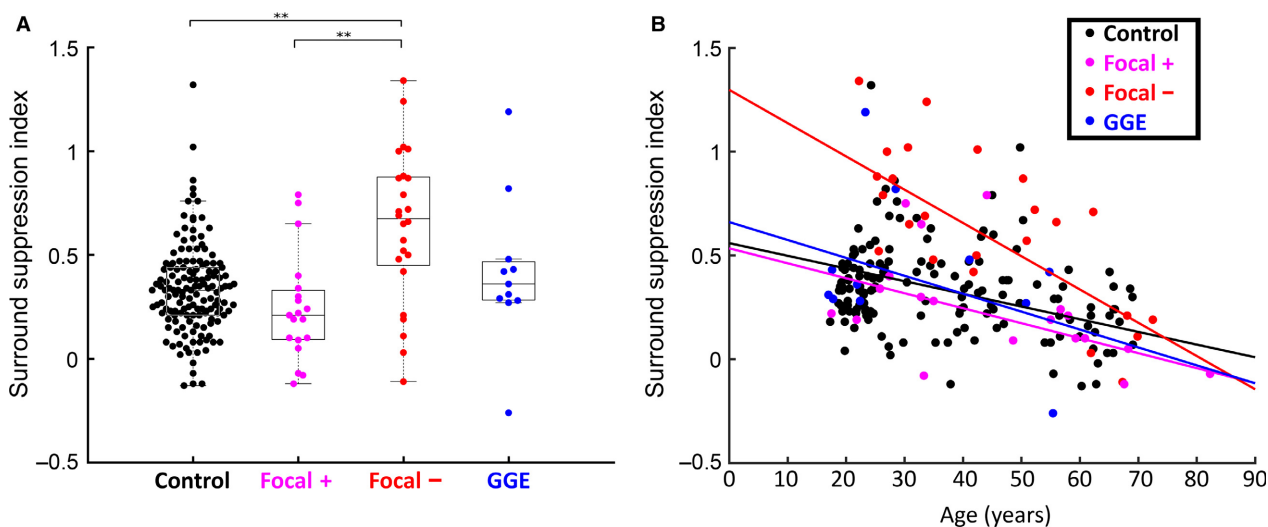 A
**
**
Surround suppression index
1.5
1
0.5
0
–0.5
Control Focal + Focal – GGE
B
Control
Focal +
Focal –
GGE
Surround suppression index
1.5
1
0.5
0
–0.5
0 10 20 30 40 50 60 70 80 90
Age (years)